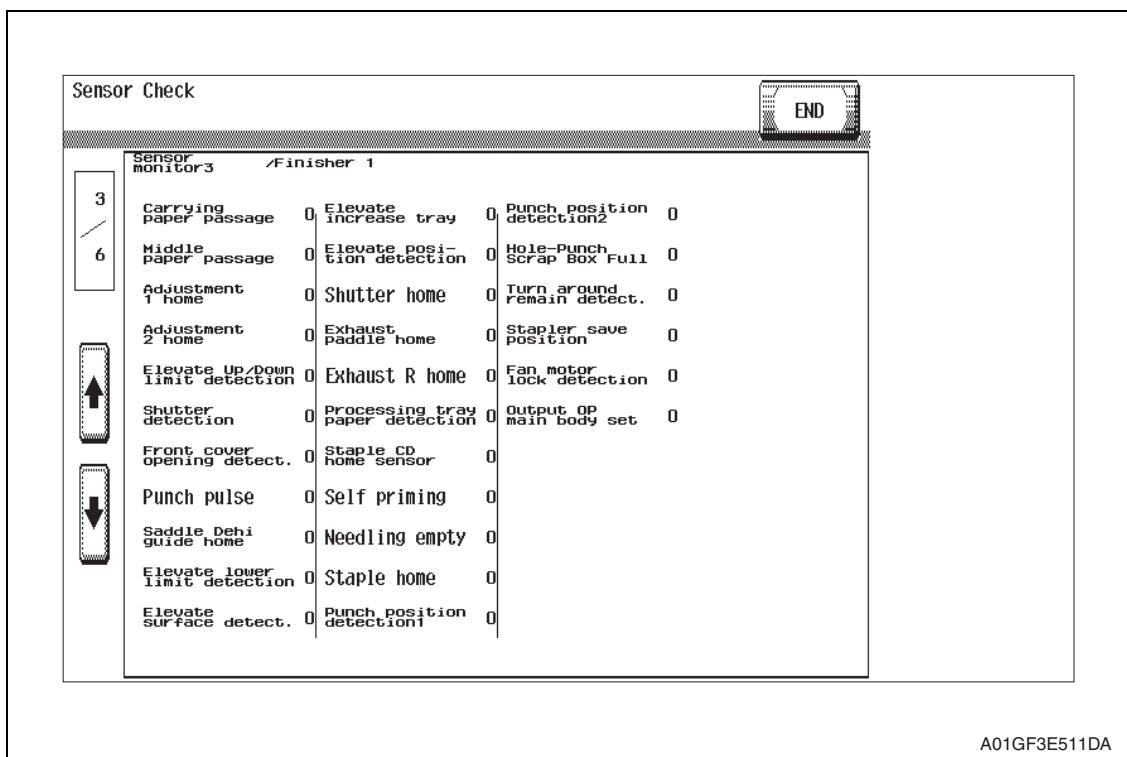 Sensor Check
END
Sensor
monitor3 /Finisher 1
3
/
6
Carrying
paper passage 0
Middle
paper passage 0
Adjustment
1 home 0
Adjustment
2 home 0
Elevate Up/Down
limit detection 0
Shutter
detection 0
Front cover
opening detect. 0
Punch pulse 0
Saddle Dehi
guide home 0
Elevate lower
limit detection 0
Elevate
surface detect. 0
Elevate
increase tray 0
Elevate posi-
tion detection 0
Shutter home 0
Exhaust
paddle home 0
Exhaust R home 0
Processing tray
paper detection 0
Staple CD
home sensor 0
Self priming 0
Needling empty 0
Staple home 0
Punch position
detection1 0
Punch position
detection2 0
Hole-Punch
Scrap Box Full 0
Turn around
remain detect. 0
Stapler save
position 0
Fan motor
lock detection 0
Output OP
main body set 0
A01GF3E511DA